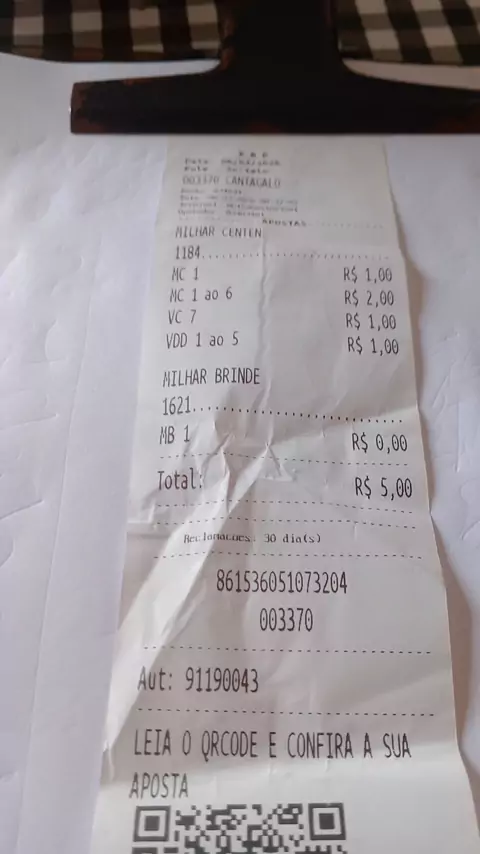 003370 CANTAGALO
APOSTAS
MILHAR CENTEN
1184
MC 1 R$ 1,00
MC 1 ao 6 R$ 2,00
VC 7 R$ 1,00
VDD 1 ao 5 R$ 1,00
MILHAR BRINDE
1621
MB 1 R$ 0,00
Total: R$ 5,00
Reclamacoes: 30 dia(s)
861536051073204
003370
Aut: 91190043
LEIA O QRCODE E CONFIRA A SUA
APOSTA